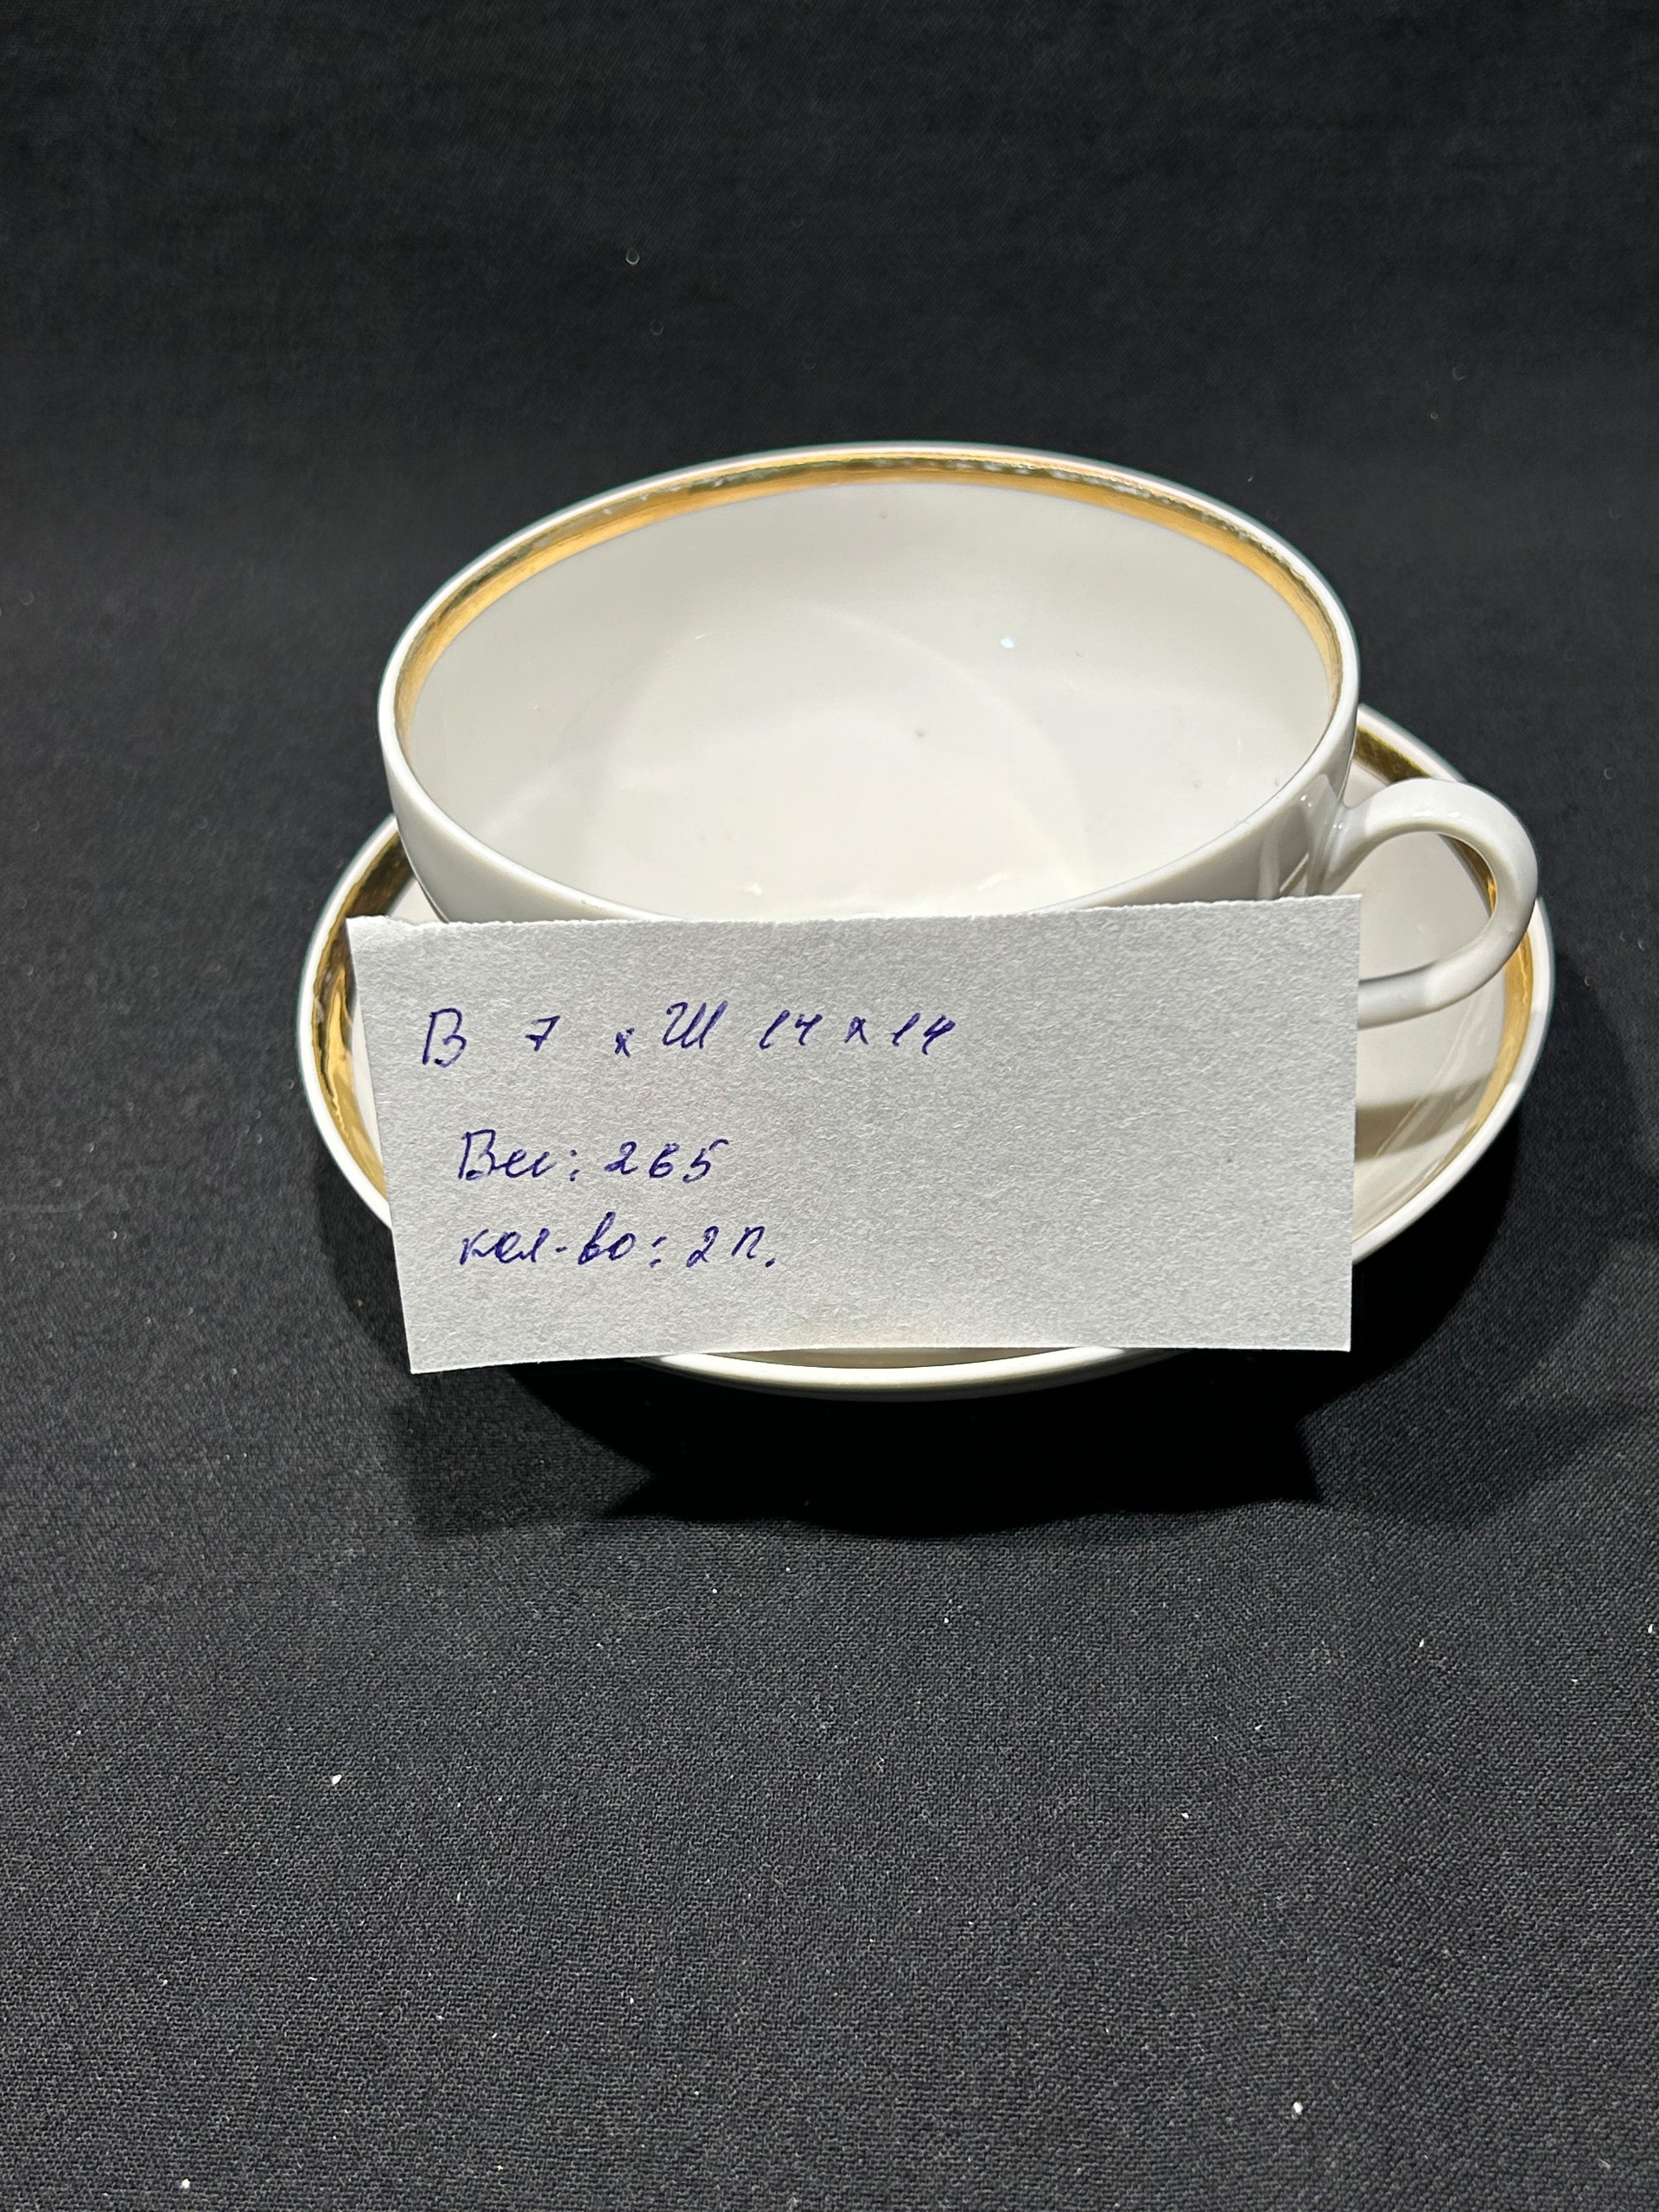 В 7 х Ш 14 х 14
Вес: 265
кол-во: 2 п.